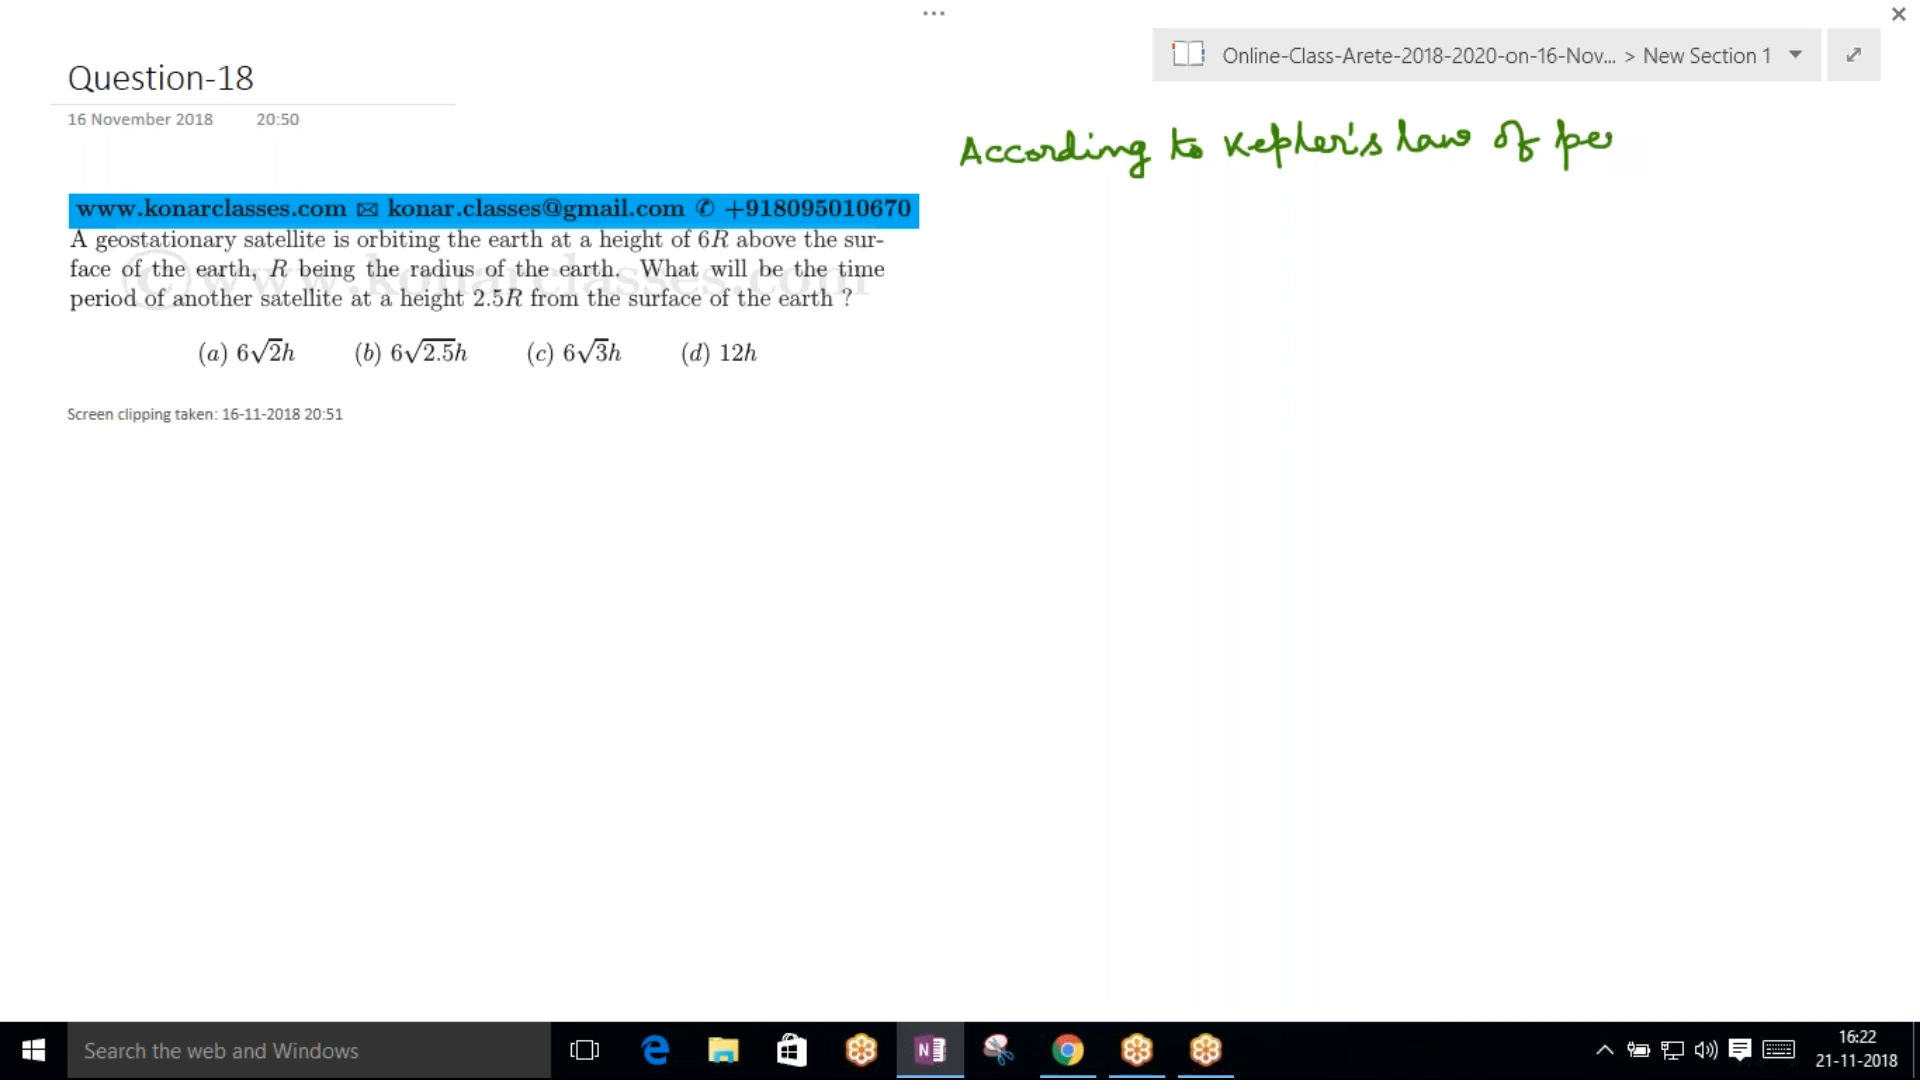 ...
Online-Class-Arete-2018-2020-on-16-Nov... > New Section 1
Question-18
16 November 2018 20:50
According to Kepler's law of pe
www.konarclasses.com ✉ konar.classes@gmail.com ✆ +918095010670
A geostationary satellite is orbiting the earth at a height of 6R above the sur-
face of the earth, R being the radius of the earth. What will be the time
period of another satellite at a height 2.5R from the surface of the earth ?
© www.konarclasses.com
(a) 6√2h (b) 6√2.5h (c) 6√3h (d) 12h
Screen clipping taken: 16-11-2018 20:51
Search the web and Windows
16:22
21-11-2018